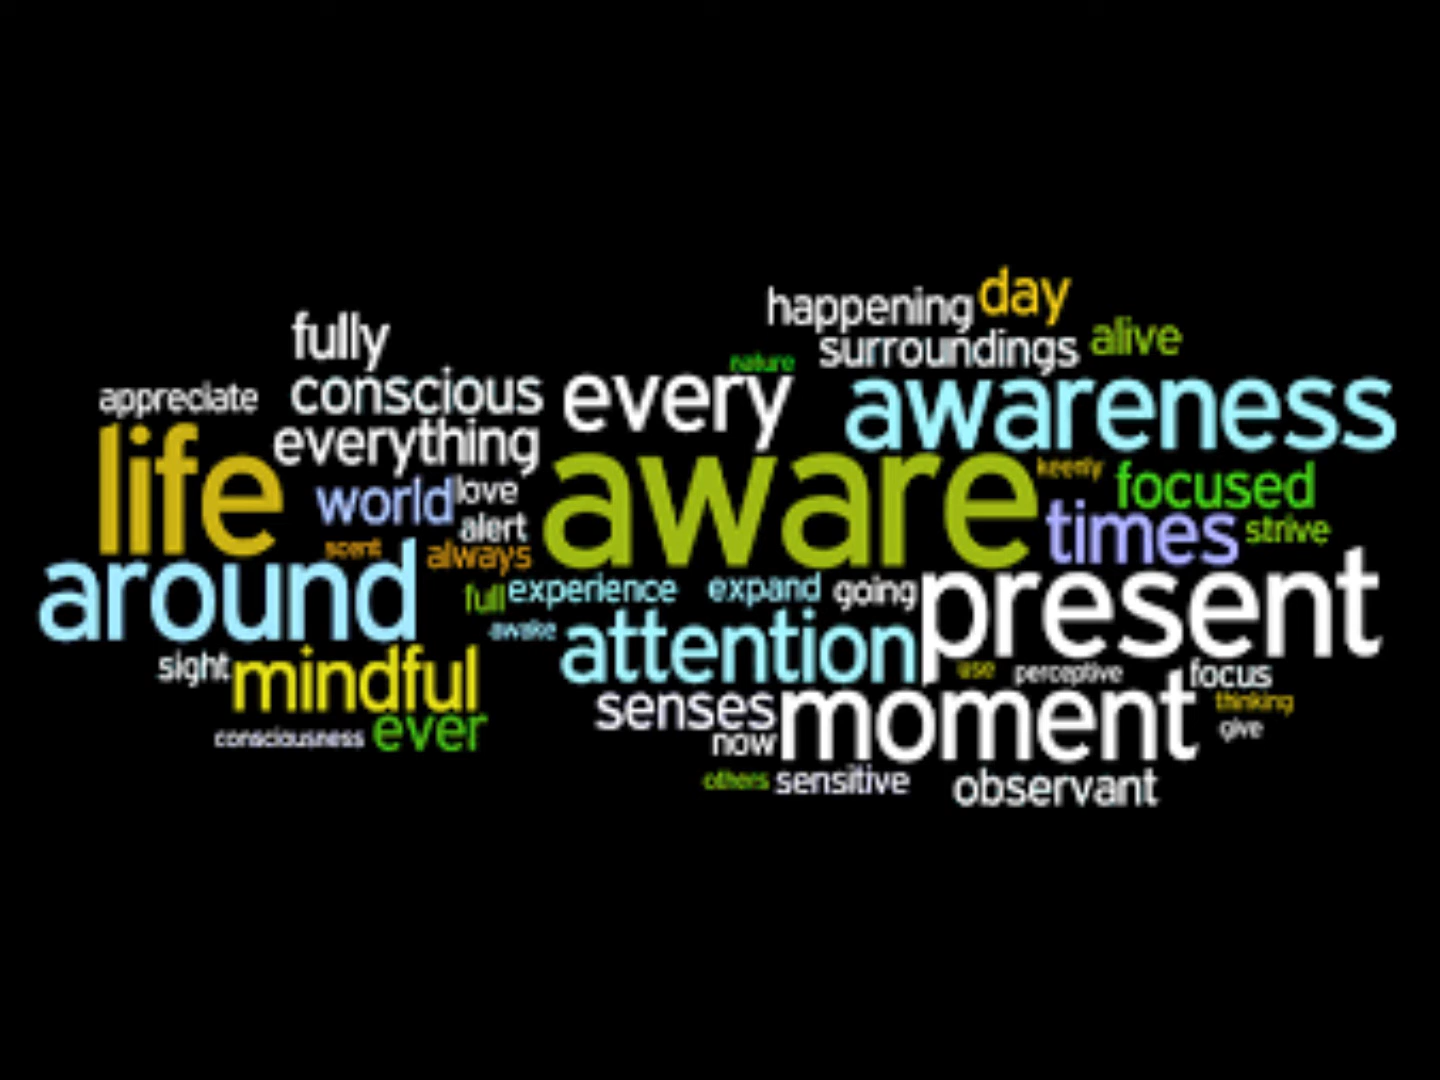 happening day
fully
surroundings alive
nature
appreciate conscious every awareness
life everything aware keenly focused
world love
alert times strive
scent always
around full experience expand going present
awake attention
sight mindful use perceptive focus
senses moment thinking
consciousness ever now give
others sensitive observant